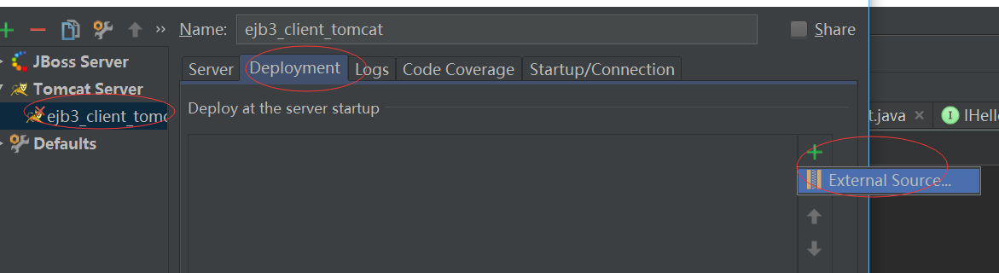 ›› Name: ejb3_client_tomcat Share
JBoss Server
Server Deployment Logs Code Coverage Startup/Connection
Tomcat Server
Deploy at the server startup
ejb3_client_tomc
t.java × I IHello
Defaults
External Source...